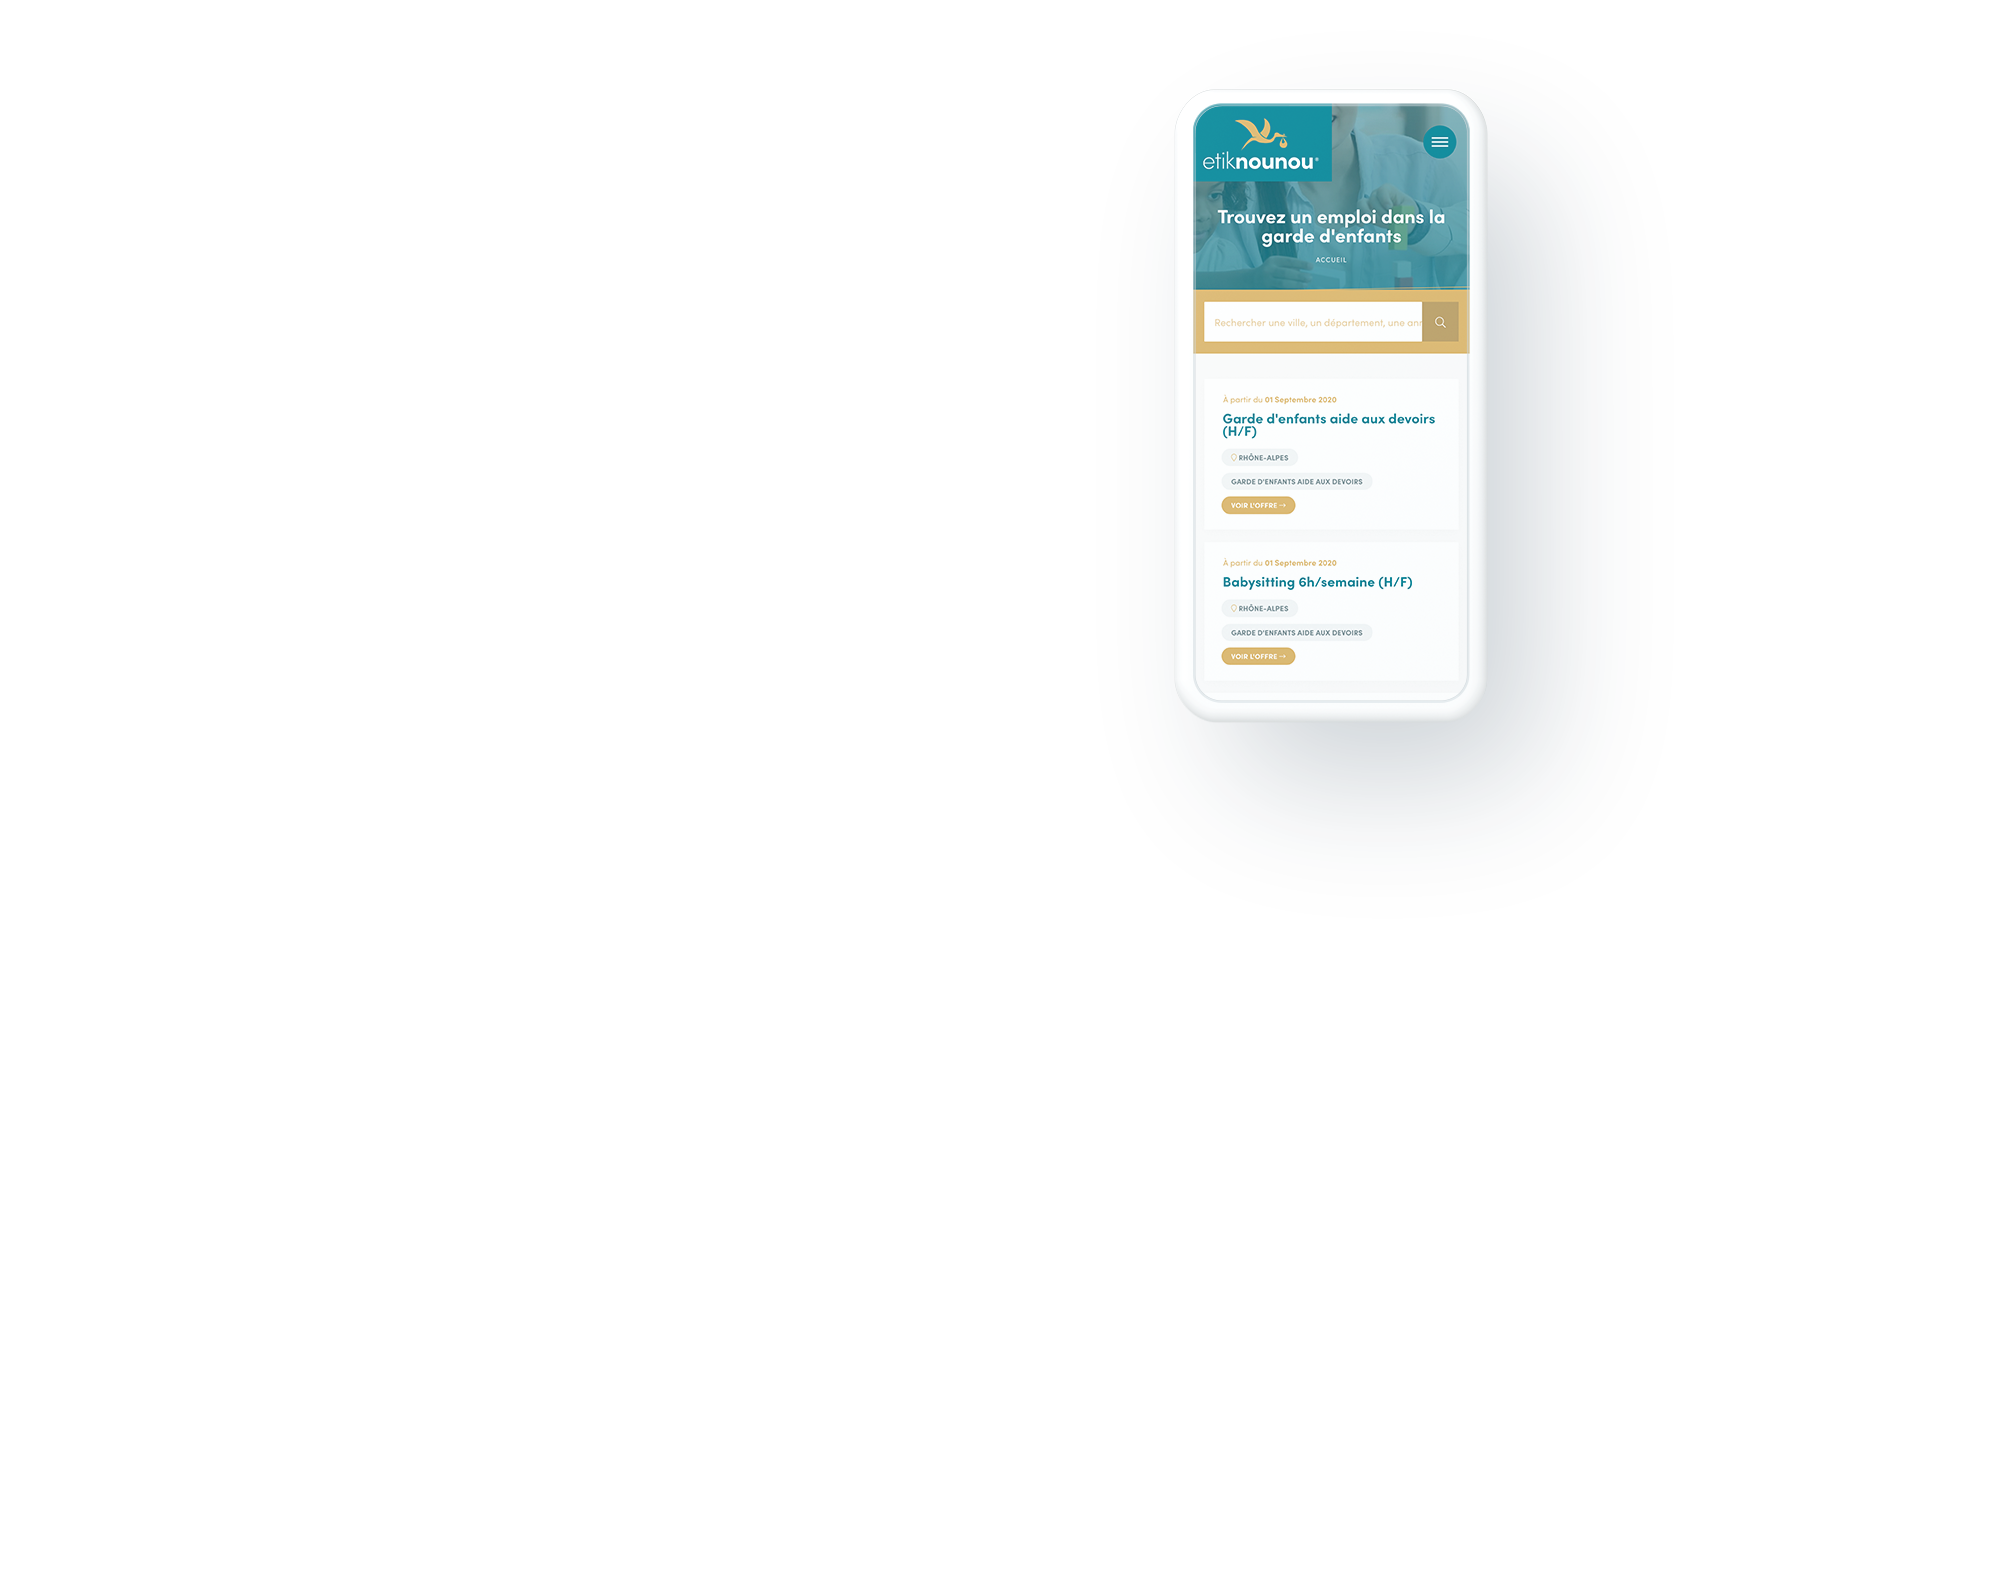 etiknounou®
Trouvez un emploi dans la
garde d'enfants
ACCUEIL
Rechercher une ville, un département, une ann
À partir du 01 Septembre 2020
Garde d'enfants aide aux devoirs
(H/F)
RHÔNE-ALPES
GARDE D'ENFANTS AIDE AUX DEVOIRS
VOIR L'OFFRE →
À partir du 01 Septembre 2020
Babysitting 6h/semaine (H/F)
RHÔNE-ALPES
GARDE D'ENFANTS AIDE AUX DEVOIRS
VOIR L'OFFRE →